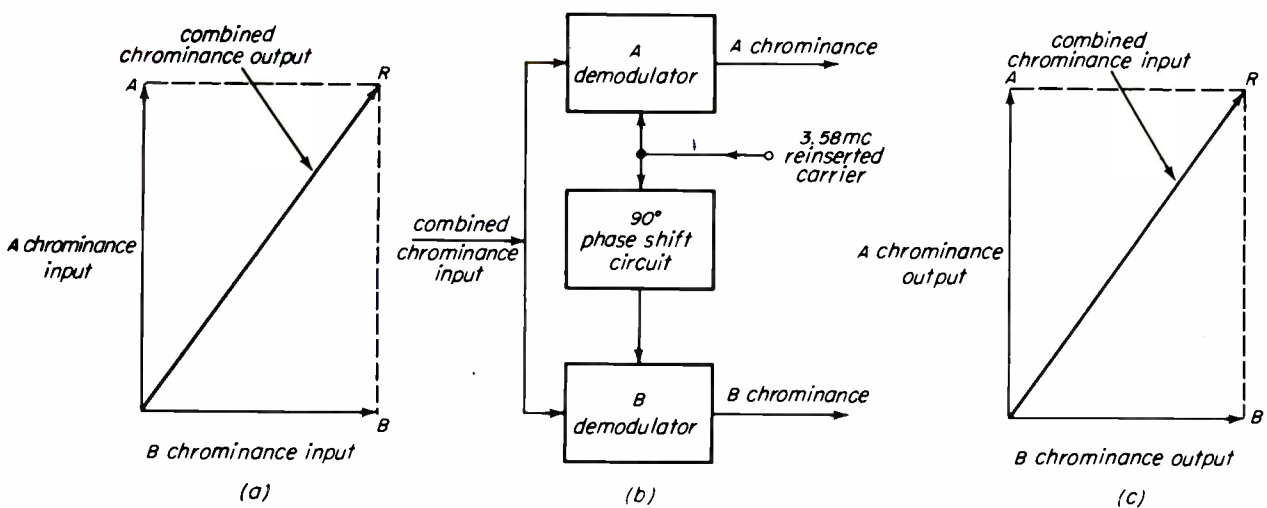 combined
chrominance output
A
R
A chrominance
input
B
B chrominance input
(a)
A
demodulator
A chrominance
3.58mc
reinserted
carrier
combined
chrominance
input
90°
phase shift
circuit
B
demodulator
B chrominance
(b)
combined
chrominance input
A
R
A chrominance
output
B
B chrominance output
(c)